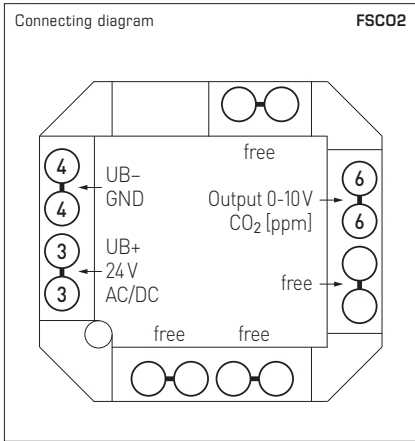 Connecting diagram FSCO2
free
4
4
UB–
GND
3
3
UB+
24 V
AC/DC
Output 0-10 V
CO₂ [ppm]
6
6
free
free free